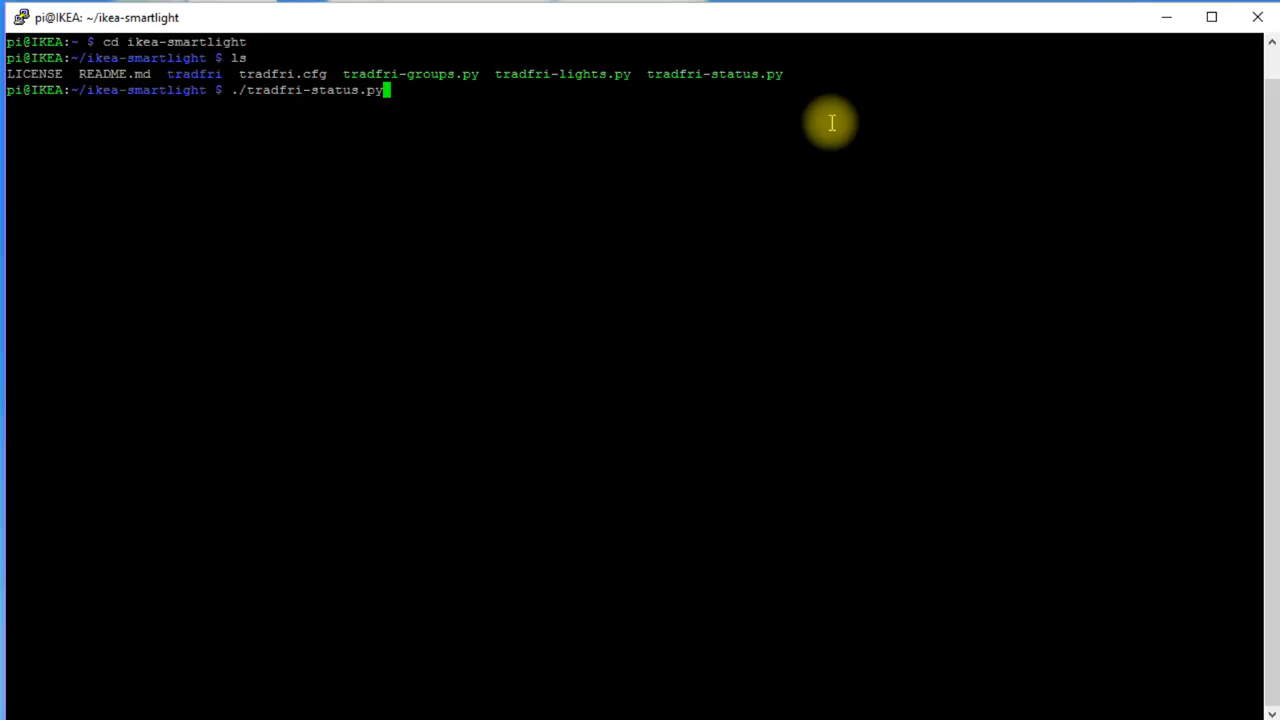 pi@IKEA: ~/ikea-smartlight
pi@IKEA:~ $ cd ikea-smartlight
pi@IKEA:~/ikea-smartlight $ ls
LICENSE README.md tradfri tradfri.cfg tradfri-groups.py tradfri-lights.py tradfri-status.py
pi@IKEA:~/ikea-smartlight $ ./tradfri-status.py